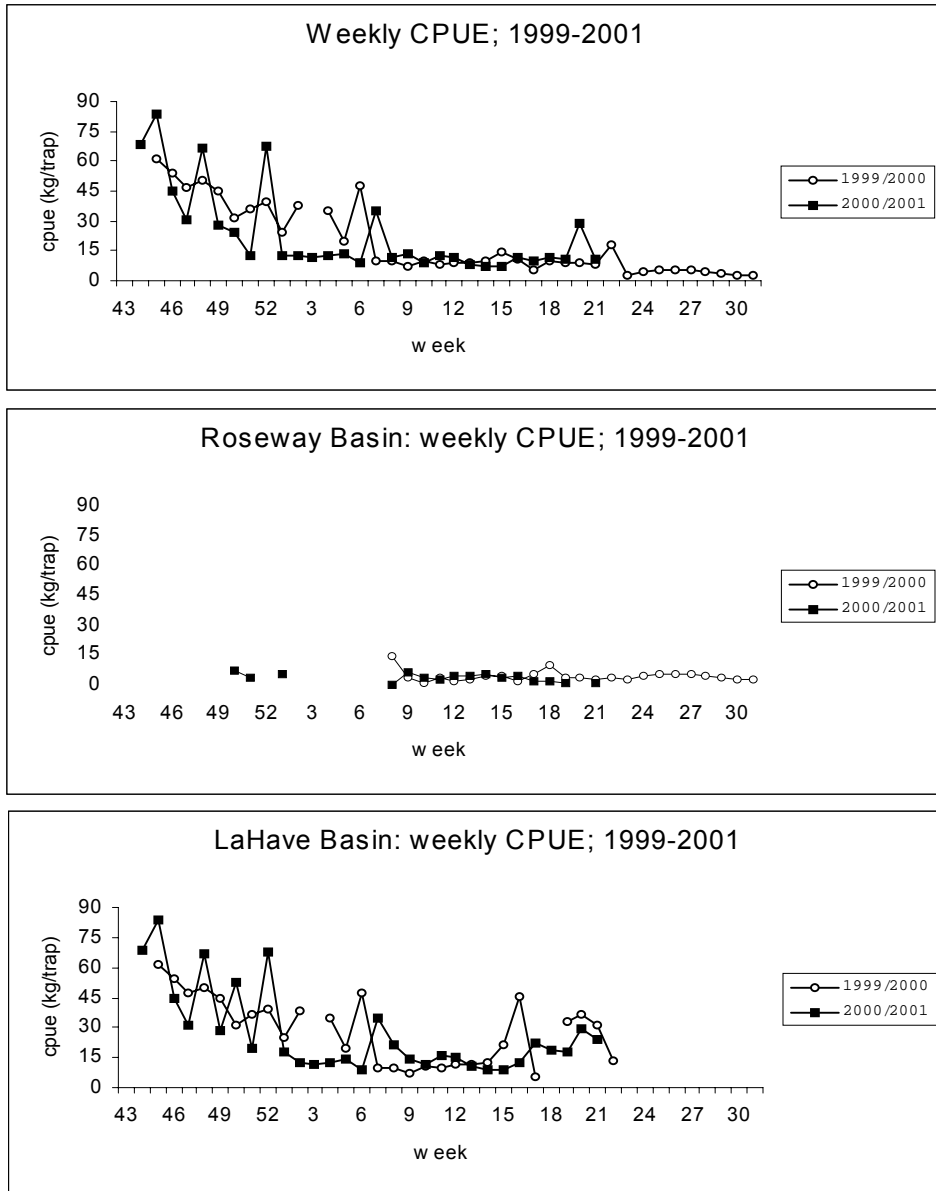 Weekly CPUE; 1999-2001
cpue (kg/trap)
90
75
60
45
30
15
0
43 46 49 52 3 6 9 12 15 18 21 24 27 30
week
1999/2000
2000/2001
Roseway Basin: weekly CPUE; 1999-2001
cpue (kg/trap)
90
75
60
45
30
15
0
43 46 49 52 3 6 9 12 15 18 21 24 27 30
week
1999/2000
2000/2001
LaHave Basin: weekly CPUE; 1999-2001
cpue (kg/trap)
90
75
60
45
30
15
0
43 46 49 52 3 6 9 12 15 18 21 24 27 30
week
1999/2000
2000/2001